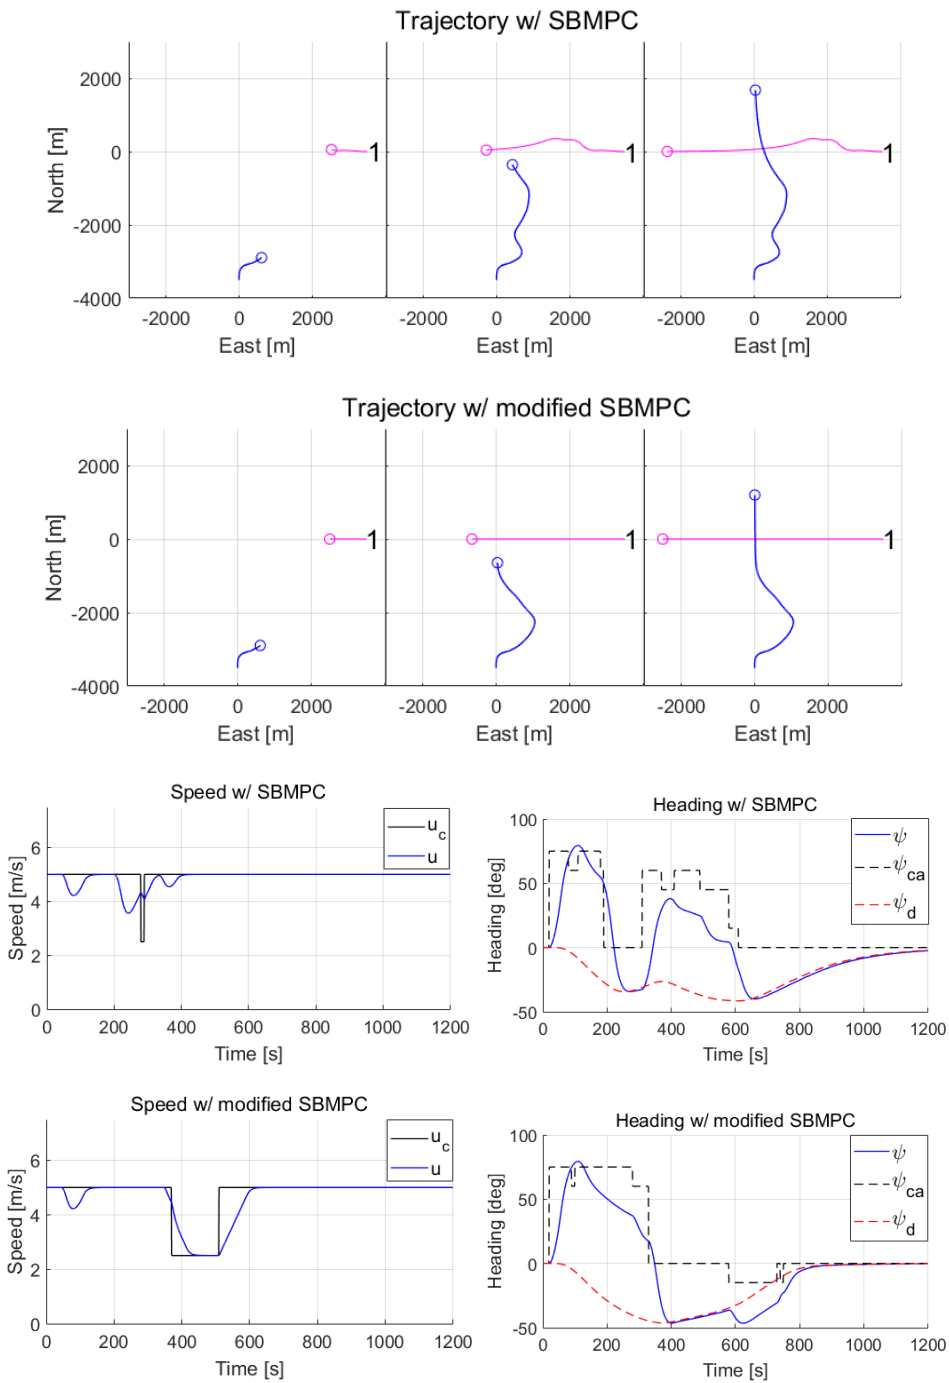 Trajectory w/ SBMPC
North [m]
2000
0
-2000
-4000
1
1
1
-2000 0 2000
-2000 0 2000
-2000 0 2000
East [m]
East [m]
East [m]
Trajectory w/ modified SBMPC
North [m]
2000
0
-2000
-4000
1
1
1
-2000 0 2000
-2000 0 2000
-2000 0 2000
East [m]
East [m]
East [m]
Speed w/ SBMPC
Speed [m/s]
6
4
2
0
u_c
u
0 200 400 600 800 1000 1200
Time [s]
Heading w/ SBMPC
Heading [deg]
100
50
0
-50
ψ
ψ_ca
ψ_d
0 200 400 600 800 1000 1200
Time [s]
Speed w/ modified SBMPC
Speed [m/s]
6
4
2
0
u_c
u
0 200 400 600 800 1000 1200
Time [s]
Heading w/ modified SBMPC
Heading [deg]
100
50
0
-50
ψ
ψ_ca
ψ_d
0 200 400 600 800 1000 1200
Time [s]